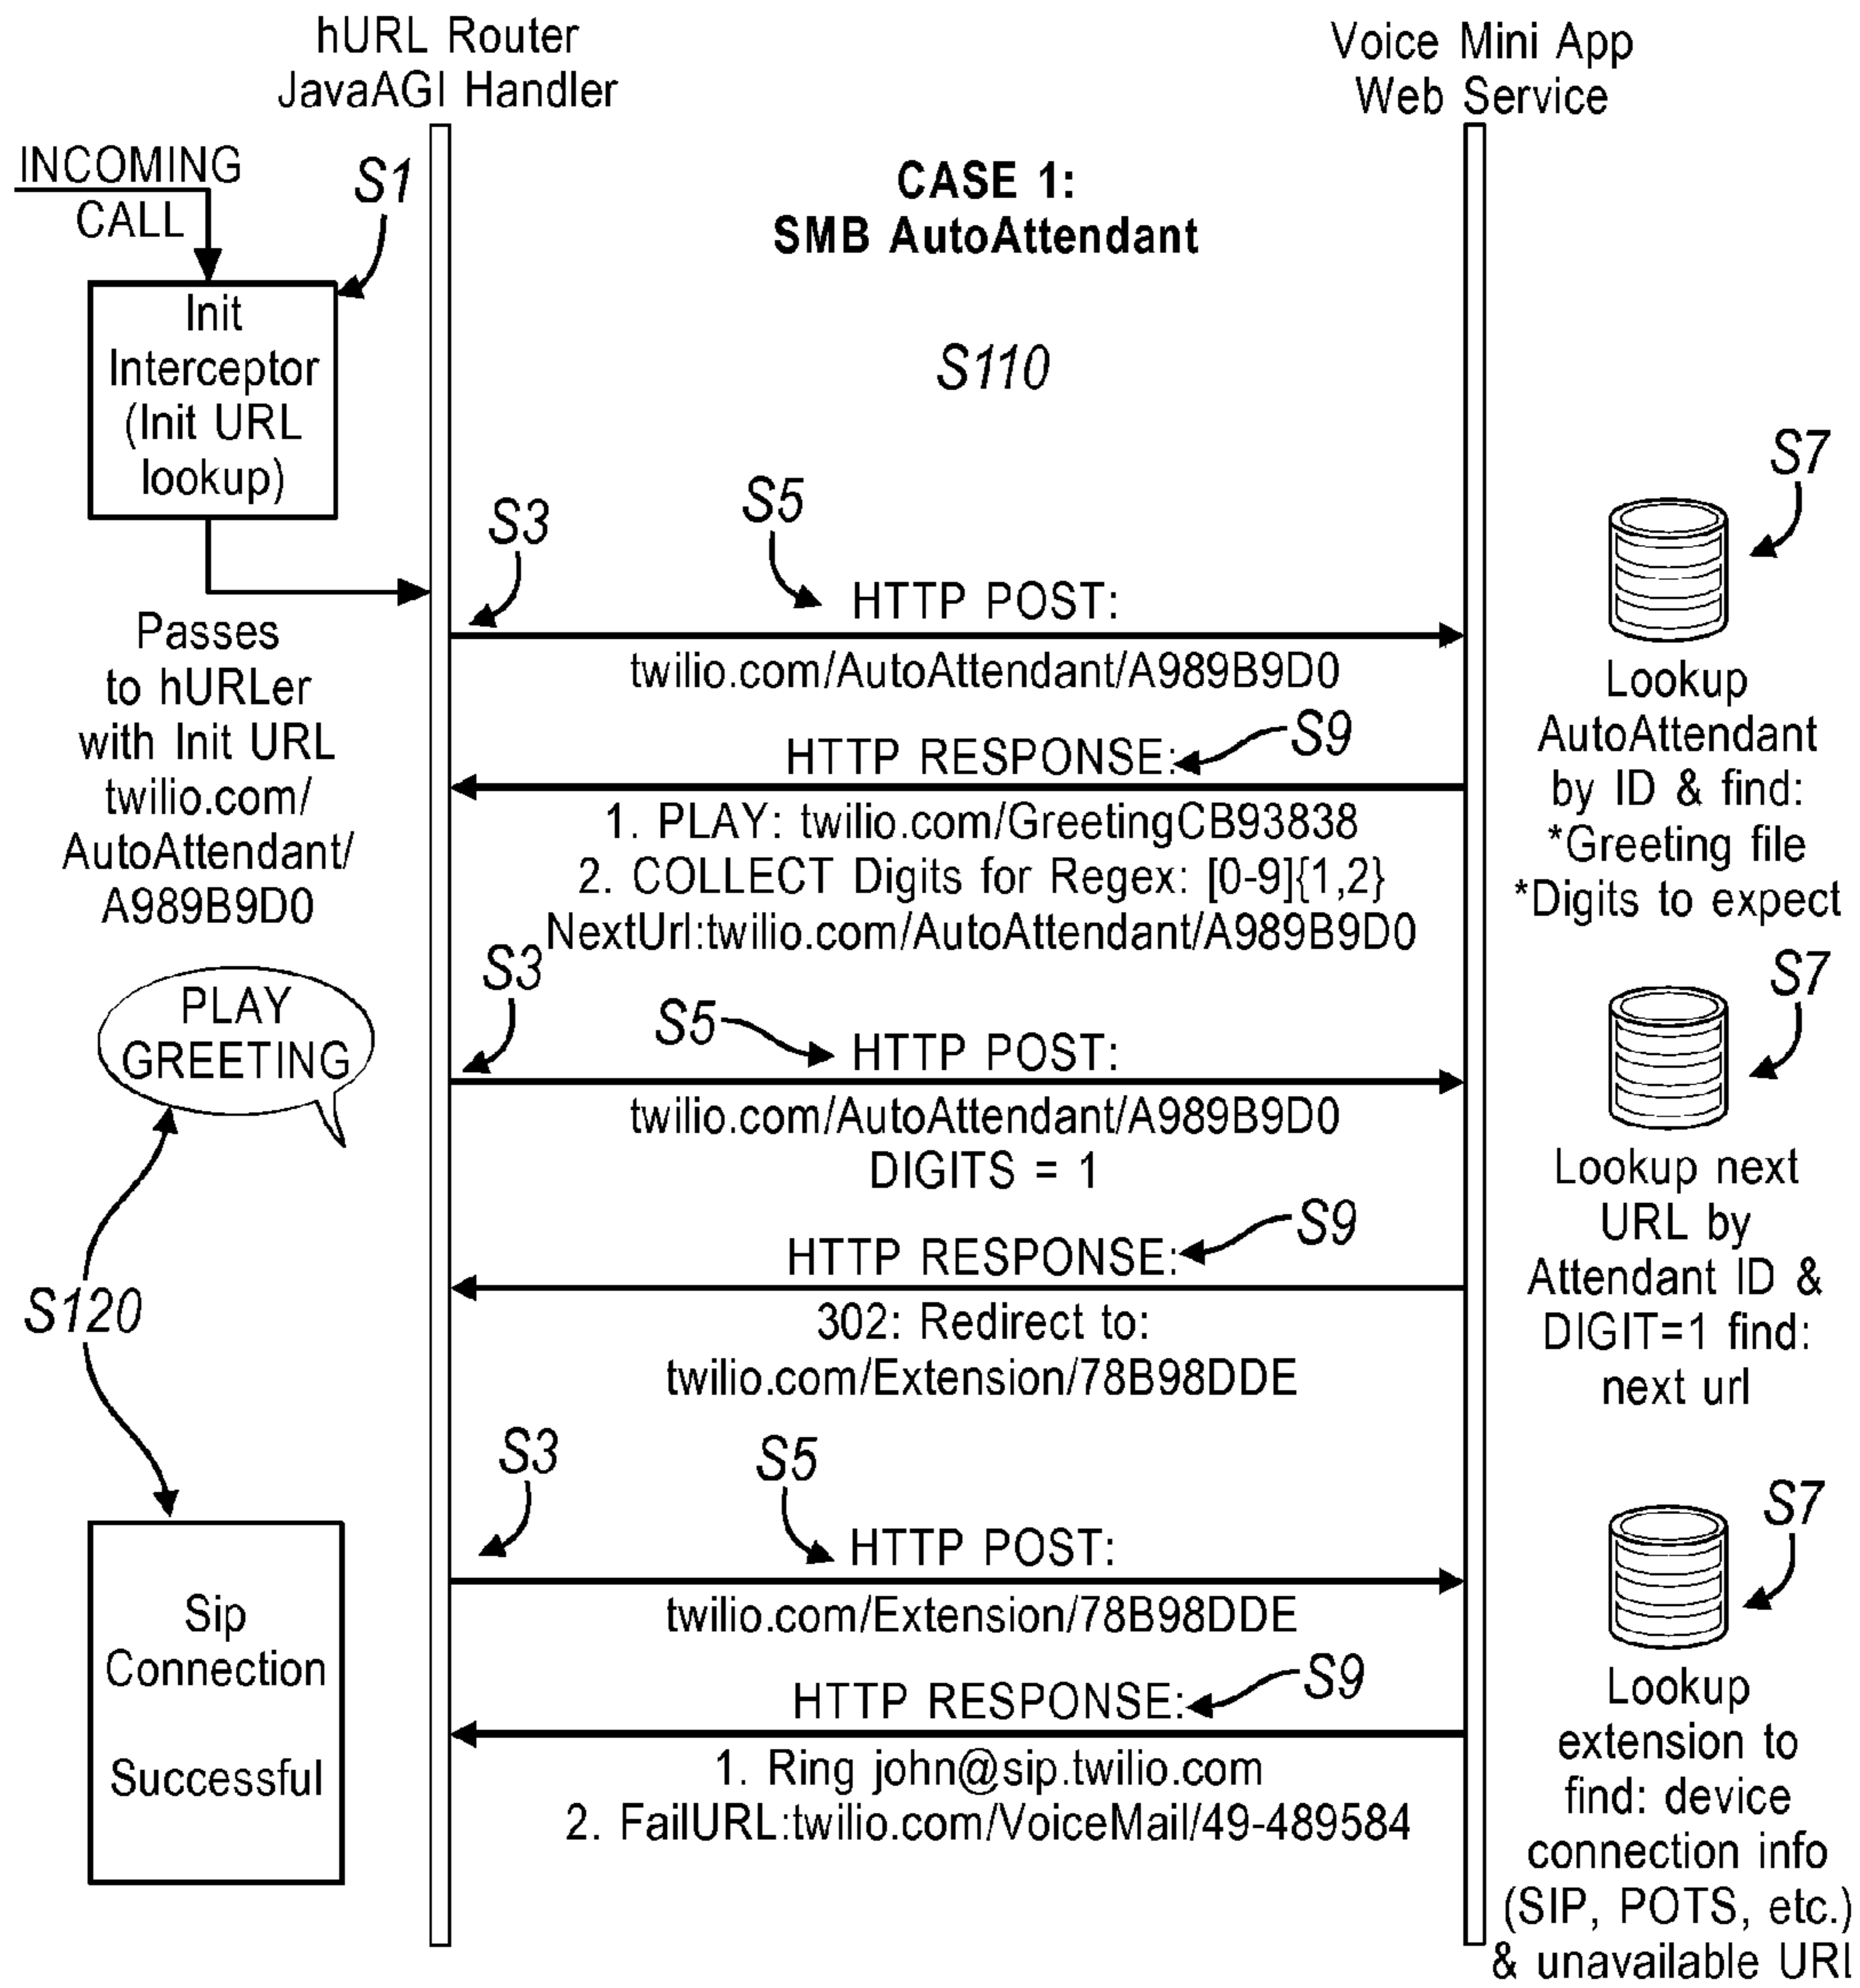 hURL Router
JavaAGI Handler
Voice Mini App
Web Service
INCOMING
CALL
S1
CASE 1:
SMB AutoAttendant
S110
Init
Interceptor
(Init URL
lookup)
Passes
to hURLer
with Init URL
twilio.com/
AutoAttendant/
A989B9D0
S3
S5
HTTP POST:
twilio.com/AutoAttendant/A989B9D0
S7
Lookup
AutoAttendant
by ID & find:
*Greeting file
*Digits to expect
HTTP RESPONSE:
S9
1. PLAY: twilio.com/GreetingCB93838
2. COLLECT Digits for Regex: [0-9]{1,2}
NextUrl:twilio.com/AutoAttendant/A989B9D0
PLAY
GREETING
S3
S5
HTTP POST:
twilio.com/AutoAttendant/A989B9D0
DIGITS = 1
S7
Lookup next
URL by
Attendant ID &
DIGIT=1 find:
next url
S9
HTTP RESPONSE:
302: Redirect to:
twilio.com/Extension/78B98DDE
S120
S3
S5
HTTP POST:
twilio.com/Extension/78B98DDE
S7
Lookup
extension to
find: device
connection info
(SIP, POTS, etc.)
& unavailable URI
Sip
Connection
Successful
S9
HTTP RESPONSE:
1. Ring john@sip.twilio.com
2. FailURL:twilio.com/VoiceMail/49-489584